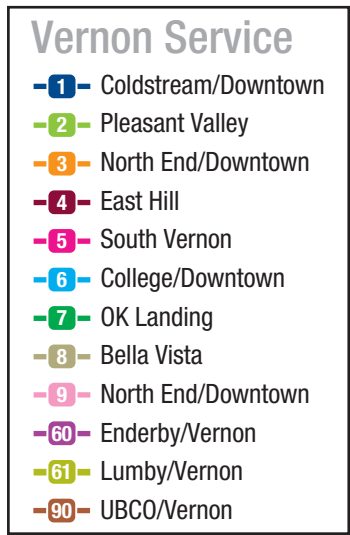 Vernon Service
1 Coldstream/Downtown
2 Pleasant Valley
3 North End/Downtown
4 East Hill
5 South Vernon
6 College/Downtown
7 OK Landing
8 Bella Vista
9 North End/Downtown
60 Enderby/Vernon
61 Lumby/Vernon
90 UBCO/Vernon